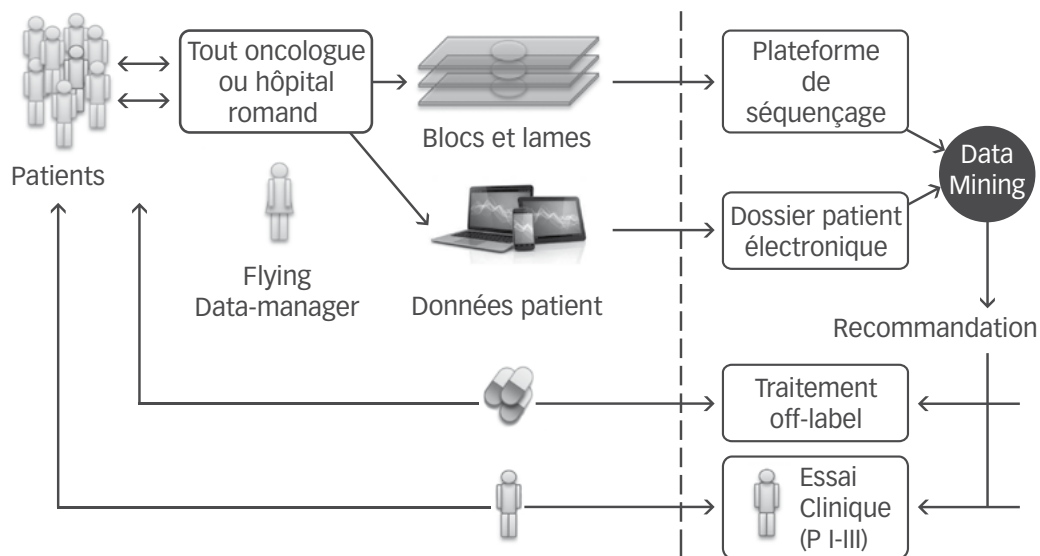 Patients
Tout oncologue
ou hôpital
romand
Flying
Data-manager
Blocs et lames
Données patient
Plateforme
de
séquençage
Dossier patient
électronique
Data
Mining
Recommandation
Traitement
off-label
Essai
Clinique
(P I-III)